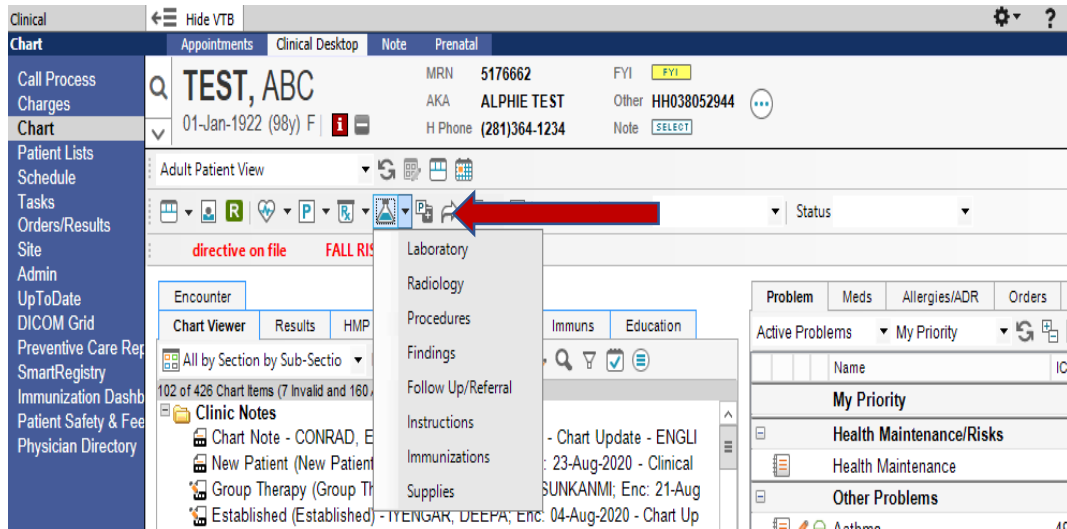 Clinical
Hide VTB
?
Chart
Appointments Clinical Desktop Note Prenatal
Call Process
Charges
Chart
Patient Lists
Schedule
Tasks
Orders/Results
Site
Admin
UpToDate
DICOM Grid
Preventive Care Rep
SmartRegistry
Immunization Dashb
Patient Safety & Fee
Physician Directory
TEST, ABC
01-Jan-1922 (98y) F i
MRN 5176662
AKA ALPHIE TEST
H Phone (281)364-1234
FYI FYI
Other HH038052944
Note SELECT
Adult Patient View
R P Rx
Status
directive on file FALL RIS
Laboratory
Radiology
Procedures
Findings
Follow Up/Referral
Instructions
Immunizations
Supplies
Encounter
Chart Viewer Results HMP Immuns Education
All by Section by Sub-Sectio
102 of 426 Chart Items (7 Invalid and 160
Clinic Notes
Chart Note - CONRAD, E - Chart Update - ENGLI
New Patient (New Patient : 23-Aug-2020 - Clinical
Group Therapy (Group Th SUNKANMI; Enc: 21-Aug
Established (Established) - IYENGAR, DEEPA; Enc: 04-Aug-2020 - Chart Up
Problem Meds Allergies/ADR Orders
Active Problems My Priority
Name IC
My Priority
Health Maintenance/Risks
Health Maintenance
Other Problems
Asthma